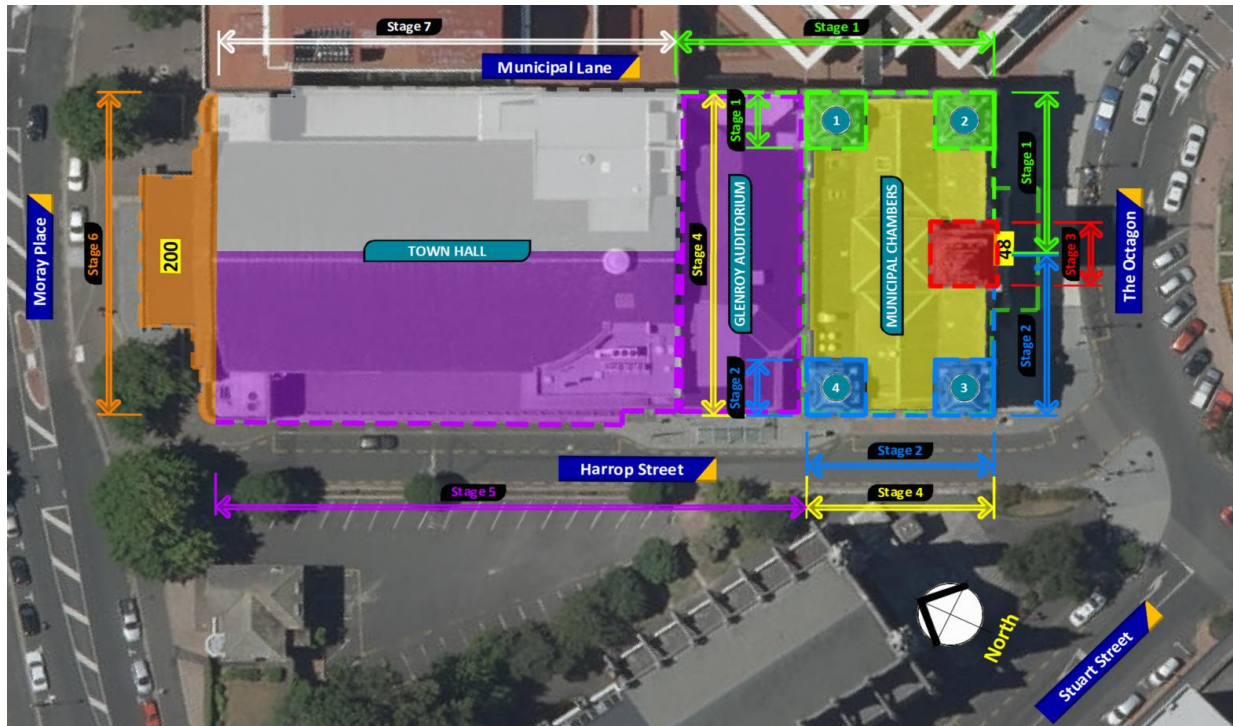 Stage 7
Stage 1
Municipal Lane
Stage 1
1
2
Stage 1
Moray Place
Stage 6
200
TOWN HALL
Stage 4
GLENROY AUDITORIUM
MUNICIPAL CHAMBERS
48
Stage 3
The Octagon
Stage 2
Stage 2
4
3
Harrop Street
Stage 2
Stage 5
Stage 4
North
Stuart Street